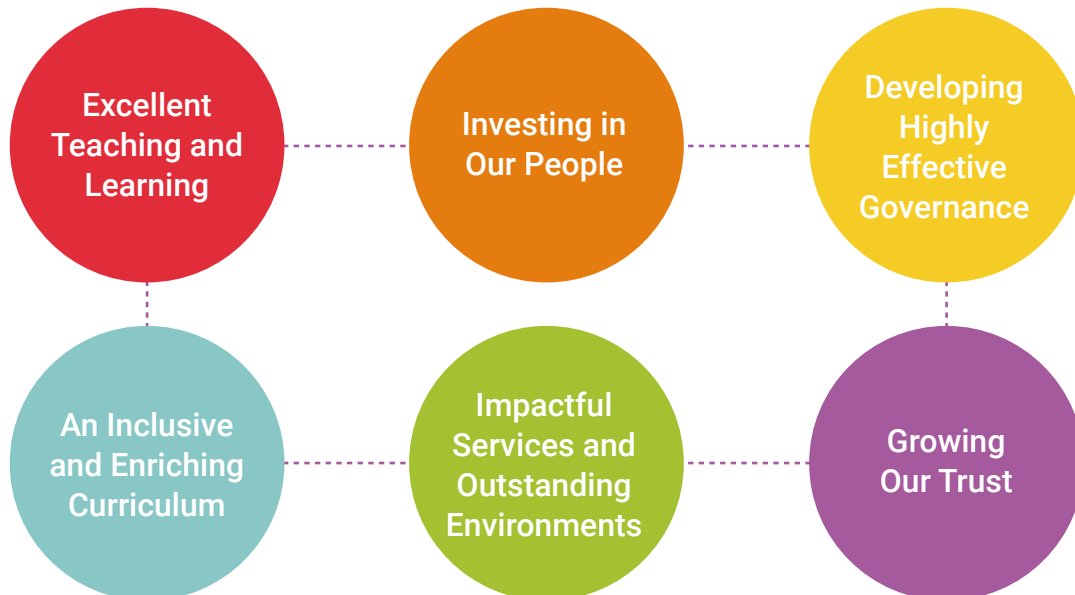 Excellent
Teaching and
Learning
Investing in
Our People
Developing
Highly
Effective
Governance
An Inclusive
and Enriching
Curriculum
Impactful
Services and
Outstanding
Environments
Growing
Our Trust